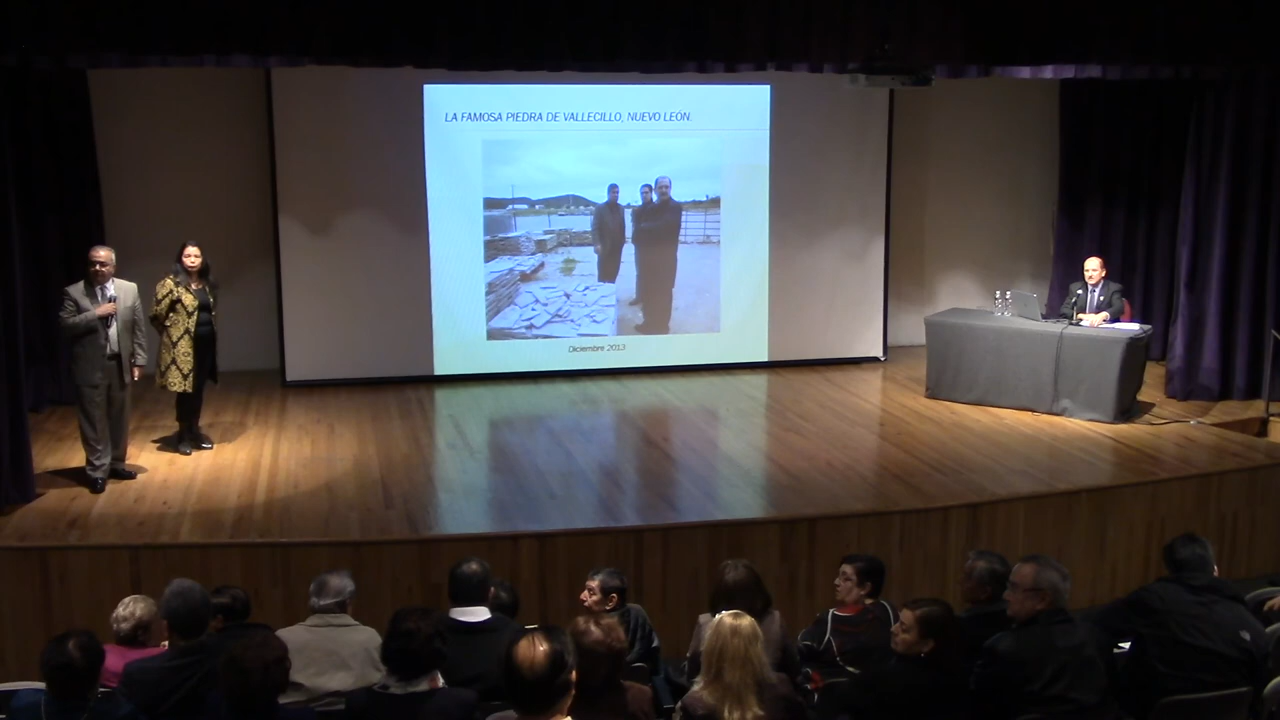 LA FAMOSA PIEDRA DE VALLECILLO, NUEVO LEÓN.
Diciembre 2013